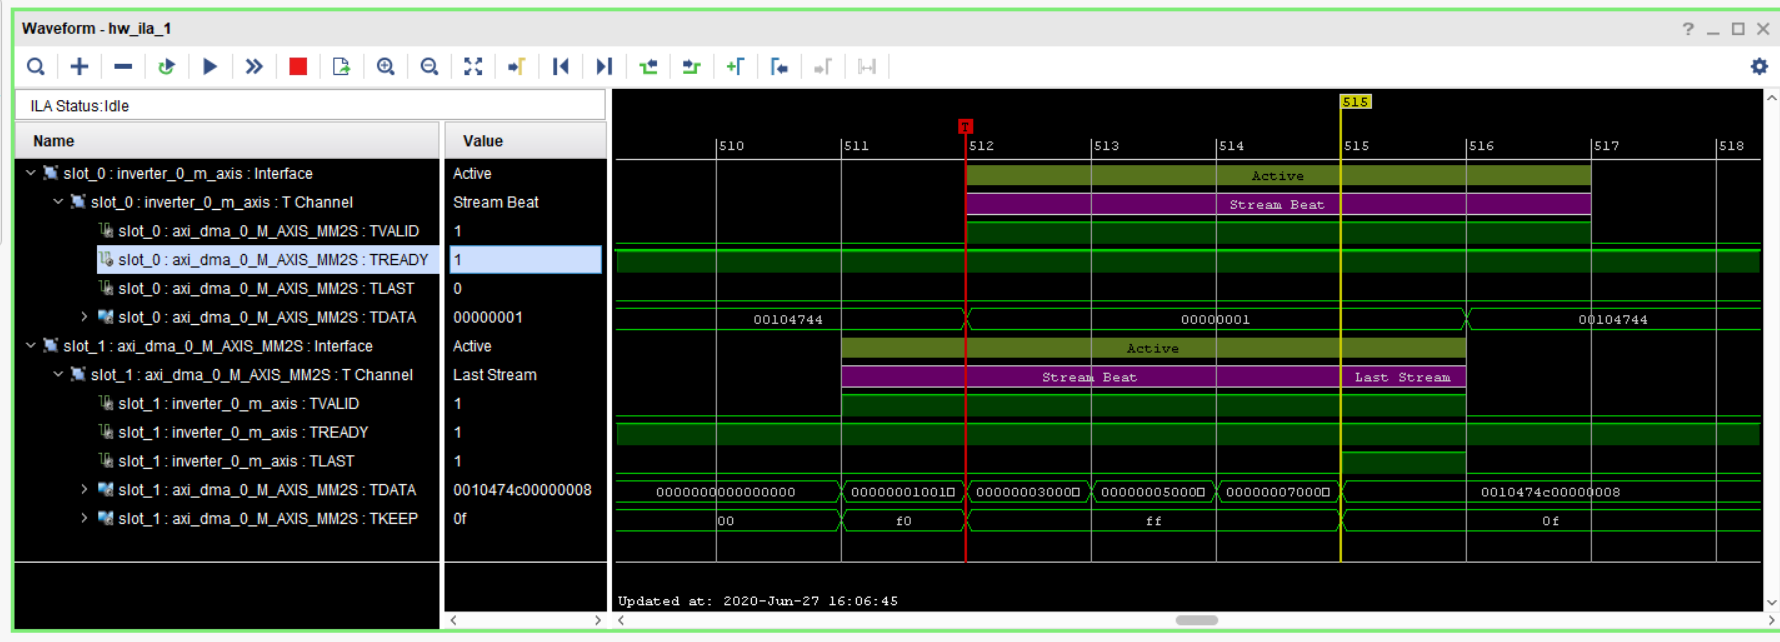 Waveform - hw_ila_1
ILA Status:Idle
Name Value
515
T
510 511 512 513 514 515 516 517 518
slot_0 : inverter_0_m_axis : Interface Active Active
slot_0 : inverter_0_m_axis : T Channel Stream Beat Stream Beat
slot_0 : axi_dma_0_M_AXIS_MM2S : TVALID 1
slot_0 : axi_dma_0_M_AXIS_MM2S : TREADY 1
slot_0 : axi_dma_0_M_AXIS_MM2S : TLAST 0
slot_0 : axi_dma_0_M_AXIS_MM2S : TDATA 00000001 00104744 00000001 00104744
slot_1 : axi_dma_0_M_AXIS_MM2S : Interface Active Active
slot_1 : axi_dma_0_M_AXIS_MM2S : T Channel Last Stream Stream Beat Last Stream
slot_1 : inverter_0_m_axis : TVALID 1
slot_1 : inverter_0_m_axis : TREADY 1
slot_1 : inverter_0_m_axis : TLAST 1
slot_1 : axi_dma_0_M_AXIS_MM2S : TDATA 0010474c00000008 0000000000000000 000000010010 000000030000 000000050000 000000070000 0010474c00000008
slot_1 : axi_dma_0_M_AXIS_MM2S : TKEEP 0f 00 f0 ff 0f
Updated at: 2020-Jun-27 16:06:45